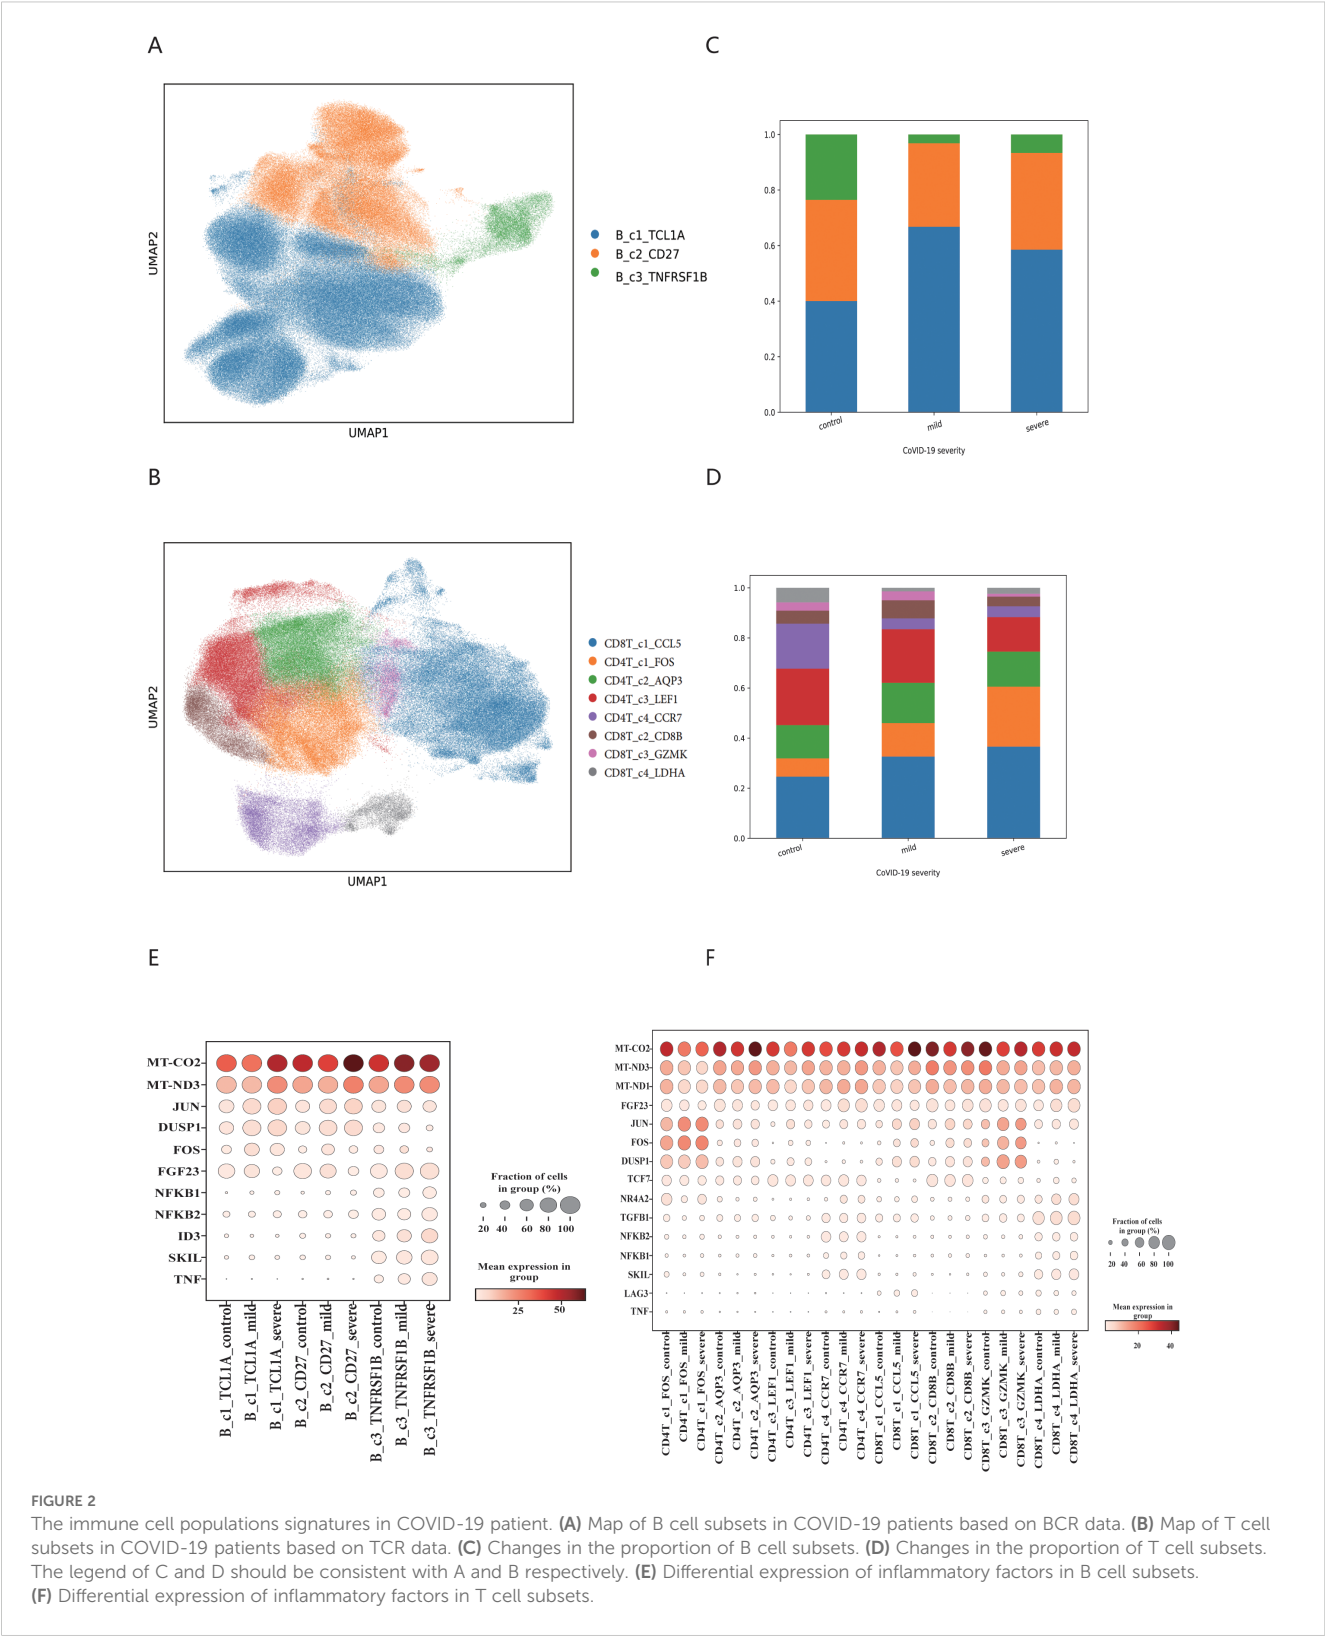 A
UMAP2
UMAP1
B_c1_TCL1A
B_c2_CD27
B_c3_TNFRSF1B
C
1.0
0.8
0.6
0.4
0.2
0.0
control
mild
severe
CoVID-19 severity
B
UMAP2
UMAP1
CD8T_c1_CCL5
CD4T_c1_FOS
CD4T_c2_AQP3
CD4T_c3_LEF1
CD4T_c4_CCR7
CD8T_c2_CD8B
CD8T_c3_GZMK
CD8T_c4_LDHA
D
1.0
0.8
0.6
0.4
0.2
0.0
control
mild
severe
CoVID-19 severity
E
MT-CO2
MT-ND3
JUN
DUSP1
FOS
FGF23
NFKB1
NFKB2
ID3
SKIL
TNF
B_c1_TCL1A_control
B_c1_TCL1A_mild
B_c1_TCL1A_severe
B_c2_CD27_control
B_c2_CD27_mild
B_c2_CD27_severe
B_c3_TNFRSF1B_control
B_c3_TNFRSF1B_mild
B_c3_TNFRSF1B_severe
Fraction of cells
in group (%)
20 40 60 80 100
Mean expression in
group
25 50
F
MT-CO2
MT-ND3
MT-ND1
FGF23
JUN
FOS
DUSP1
TCF7
NR4A2
TGFB1
NFKB2
NFKB1
SKIL
LAG3
TNF
CD4T_c1_FOS_control
CD4T_c1_FOS_mild
CD4T_c1_FOS_severe
CD4T_c2_AQP3_control
CD4T_c2_AQP3_mild
CD4T_c2_AQP3_severe
CD4T_c3_LEF1_control
CD4T_c3_LEF1_mild
CD4T_c3_LEF1_severe
CD4T_c4_CCR7_control
CD4T_c4_CCR7_mild
CD4T_c4_CCR7_severe
CD8T_c1_CCL5_control
CD8T_c1_CCL5_mild
CD8T_c1_CCL5_severe
CD8T_c2_CD8B_control
CD8T_c2_CD8B_mild
CD8T_c2_CD8B_severe
CD8T_c3_GZMK_control
CD8T_c3_GZMK_mild
CD8T_c3_GZMK_severe
CD8T_c4_LDHA_control
CD8T_c4_LDHA_mild
CD8T_c4_LDHA_severe
Fraction of cells
in group (%)
20 40 60 80 100
Mean expression in
group
20 40
FIGURE 2
The immune cell populations signatures in COVID-19 patient. (A) Map of B cell subsets in COVID-19 patients based on BCR data. (B) Map of T cell
subsets in COVID-19 patients based on TCR data. (C) Changes in the proportion of B cell subsets. (D) Changes in the proportion of T cell subsets.
The legend of C and D should be consistent with A and B respectively. (E) Differential expression of inflammatory factors in B cell subsets.
(F) Differential expression of inflammatory factors in T cell subsets.